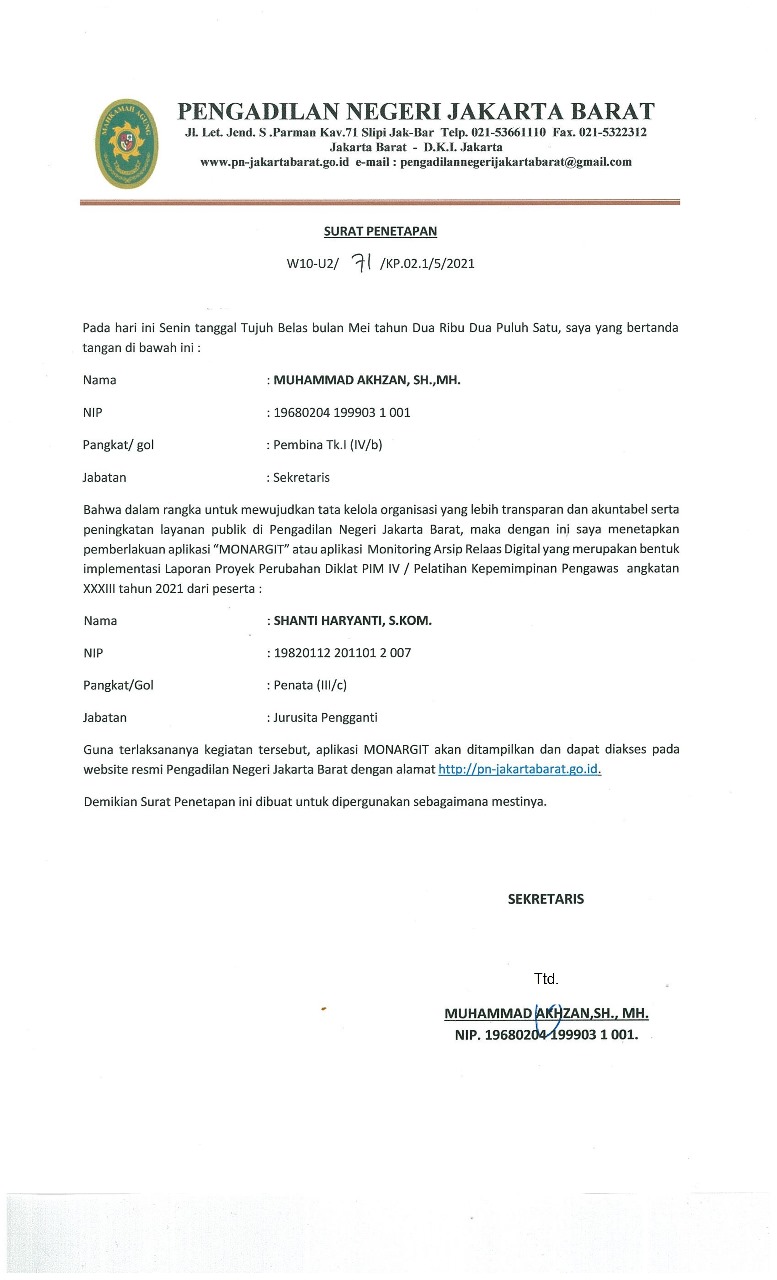 MAHKAMAH AGUNG
PENGADILAN NEGERI JAKARTA BARAT
Jl. Let. Jend. S .Parman Kav.71 Slipi Jak-Bar Telp. 021-53661110 Fax. 021-5322312
Jakarta Barat - D.K.I. Jakarta
www.pn-jakartabarat.go.id e-mail : pengadilannegerijakartabarat@gmail.com
SURAT PENETAPAN
W10-U2/ 71 /KP.02.1/5/2021
Pada hari ini Senin tanggal Tujuh Belas bulan Mei tahun Dua Ribu Dua Puluh Satu, saya yang bertanda
tangan di bawah ini :
Nama : MUHAMMAD AKHZAN, SH.,MH.
NIP : 19680204 199903 1 001
Pangkat/ gol : Pembina Tk.I (IV/b)
Jabatan : Sekretaris
Bahwa dalam rangka untuk mewujudkan tata kelola organisasi yang lebih transparan dan akuntabel serta
peningkatan layanan publik di Pengadilan Negeri Jakarta Barat, maka dengan ini saya menetapkan
pemberlakuan aplikasi “MONARGIT” atau aplikasi Monitoring Arsip Relaas Digital yang merupakan bentuk
implementasi Laporan Proyek Perubahan Diklat PIM IV / Pelatihan Kepemimpinan Pengawas angkatan
XXXIII tahun 2021 dari peserta :
Nama : SHANTI HARYANTI, S.KOM.
NIP : 19820112 201101 2 007
Pangkat/Gol : Penata (III/c)
Jabatan : Jurusita Pengganti
Guna terlaksananya kegiatan tersebut, aplikasi MONARGIT akan ditampilkan dan dapat diakses pada
website resmi Pengadilan Negeri Jakarta Barat dengan alamat http://pn-jakartabarat.go.id.
Demikian Surat Penetapan ini dibuat untuk dipergunakan sebagaimana mestinya.
SEKRETARIS
Ttd.
MUHAMMAD AKHZAN,SH., MH.
NIP. 19680204 199903 1 001.